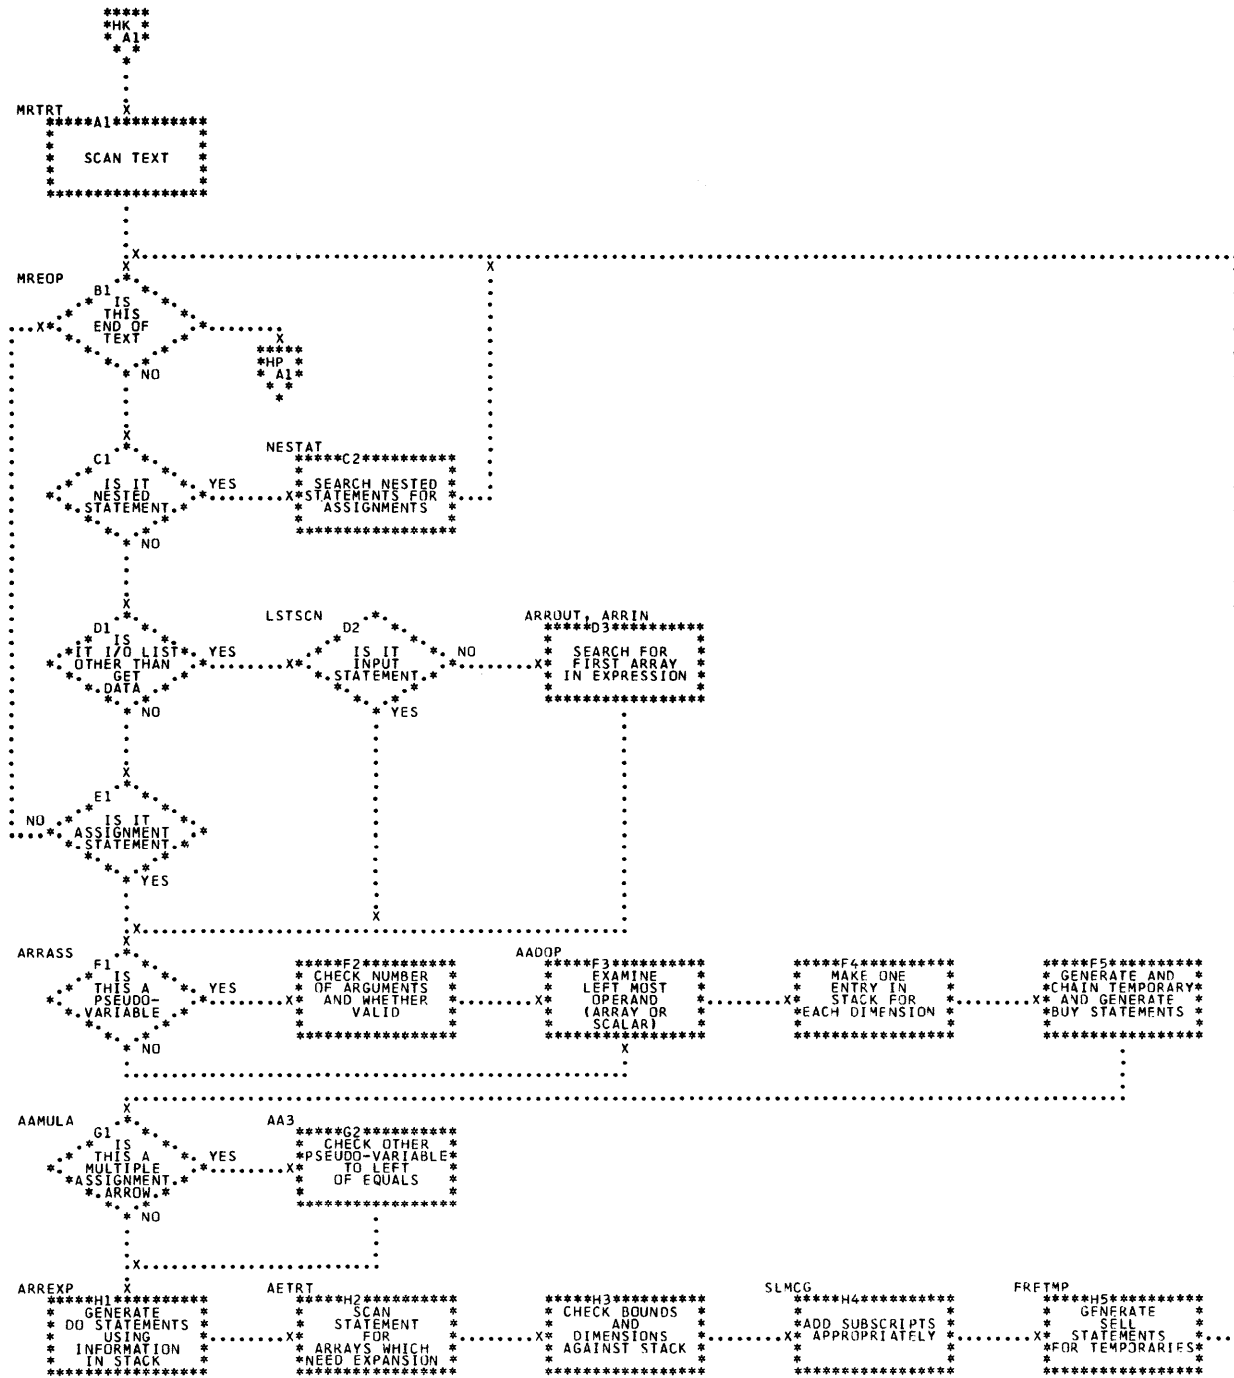 HK
A1
MRTRT
A1
SCAN TEXT
MREOP
B1
IS
THIS
END OF
TEXT
NO
HP
A1
NESTAT
C1
IS IT
NESTED
STATEMENT
YES
NO
C2
SEARCH NESTED
STATEMENTS FOR
ASSIGNMENTS
D1
IS
IT I/O LIST
OTHER THAN
GET
DATA
YES
NO
LSTSCN
D2
IS IT
INPUT
STATEMENT
NO
YES
ARROUT, ARRIN
D3
SEARCH FOR
FIRST ARRAY
IN EXPRESSION
E1
IS IT
ASSIGNMENT
STATEMENT
NO
YES
ARRASS
F1
IS
THIS A
PSEUDO-
VARIABLE
YES
NO
F2
CHECK NUMBER
OF ARGUMENTS
AND WHETHER
VALID
AADOP
F3
EXAMINE
LEFT MOST
OPERAND
(ARRAY OR
SCALAR)
F4
MAKE ONE
ENTRY IN
STACK FOR
EACH DIMENSION
F5
GENERATE AND
CHAIN TEMPORARY
AND GENERATE
BUY STATEMENTS
AAMULA
G1
IS
THIS A
MULTIPLE
ASSIGNMENT
ARROW
YES
NO
AA3
G2
CHECK OTHER
PSEUDO-VARIABLE
TO LEFT
OF EQUALS
ARREXP
H1
GENERATE
DO STATEMENTS
USING
INFORMATION
IN STACK
AETRT
H2
SCAN
STATEMENT
FOR
ARRAYS WHICH
NEED EXPANSION
H3
CHECK BOUNDS
AND
DIMENSIONS
AGAINST STACK
SLMCG
H4
ADD SUBSCRIPTS
APPROPRIATELY
FRETMP
H5
GENERATE
SELL
STATEMENTS
FOR TEMPORARIES